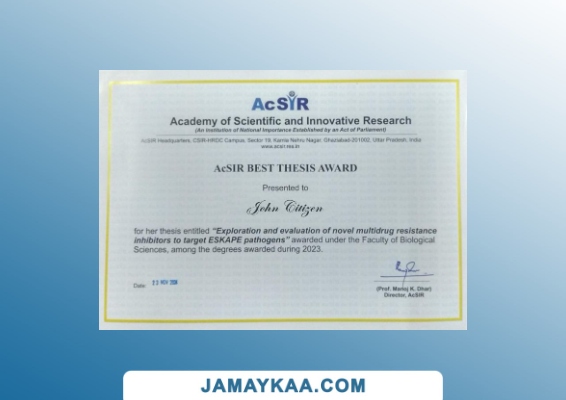 AcSIR
Academy of Scientific and Innovative Research
(An Institution of National Importance Established by an Act of Parliament)
AcSIR Headquarters, CSIR-HRDC Campus, Sector 19, Kamla Nehru Nagar, Ghaziabad-201002, Uttar Pradesh, India
www.acsir.res.in
AcSIR BEST THESIS AWARD
Presented to
John Citizen
for her thesis entitled "Exploration and evaluation of novel multidrug resistance
inhibitors to target ESKAPE pathogens" awarded under the Faculty of Biological
Sciences, among the degrees awarded during 2023.
Date:
(Prof. Manoj K. Dhar)
Director, AcSIR
JAMAYKAA.COM